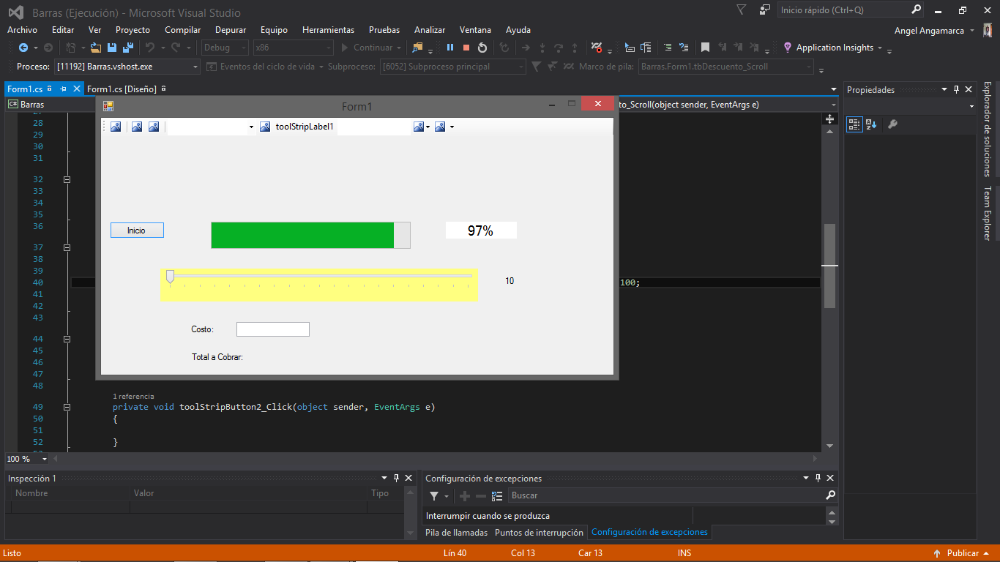 Barras (Ejecución) - Microsoft Visual Studio
Inicio rápido (Ctrl+Q)
Archivo Editar Ver Proyecto Compilar Depurar Equipo Herramientas Pruebas Analizar Ventana Ayuda
Angel Angamarca
Debug x86 Continuar Application Insights
Proceso: [11192] Barras.vshost.exe Eventos del ciclo de vida Subproceso: [6052] Subproceso principal Marco de pila: Barras.Form1.tbDescuento_Scroll
Form1.cs Form1.cs [Diseño]
Propiedades
Barras
to_Scroll(object sender, EventArgs e)
Form1
toolStripLabel1
28
29
30
31
32
33
34
35
36
37
38
39
40
41
42
43
44
45
46
47
48
49
50
51
52
Inicio
97%
10
100;
Costo:
Total a Cobrar:
1 referencia
private void toolStripButton2_Click(object sender, EventArgs e)
{
}
100 %
Explorador de soluciones
Team Explorer
Inspección 1
Nombre Valor Tipo
Configuración de excepciones
Buscar
Interrumpir cuando se produzca
Pila de llamadas Puntos de interrupción Configuración de excepciones
Listo Lín 40 Col 13 Car 13 INS Publicar